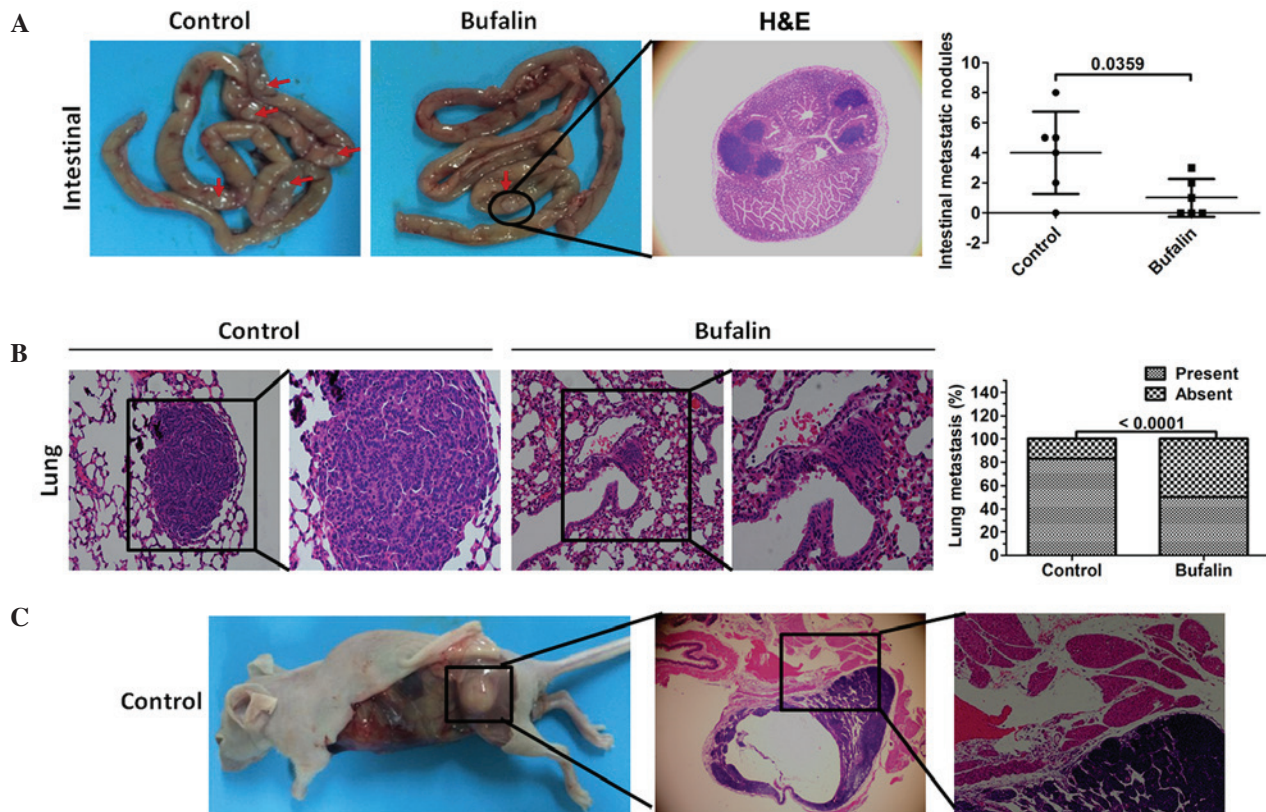 A
Control
Bufalin
H&E
Intestinal
Intestinal metastatic nodules
10
8
6
4
2
0
-2
0.0359
Control
Bufalin
B
Control
Bufalin
Lung
Lung metastasis (%)
Present
Absent
140
120
100
80
60
40
20
0
< 0.0001
Control
Bufalin
C
Control